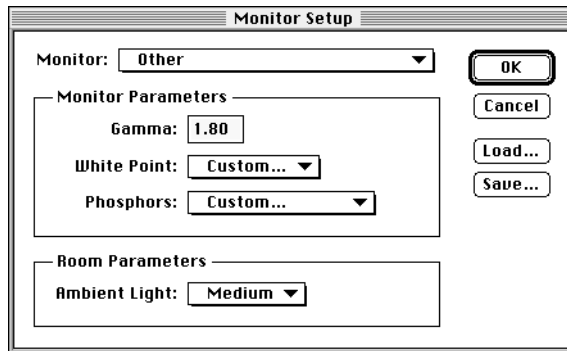 Monitor Setup
Monitor: Other
OK
Monitor Parameters
Cancel
Gamma: 1.80
Load...
White Point: Custom...
Save...
Phosphors: Custom...
Room Parameters
Ambient Light: Medium